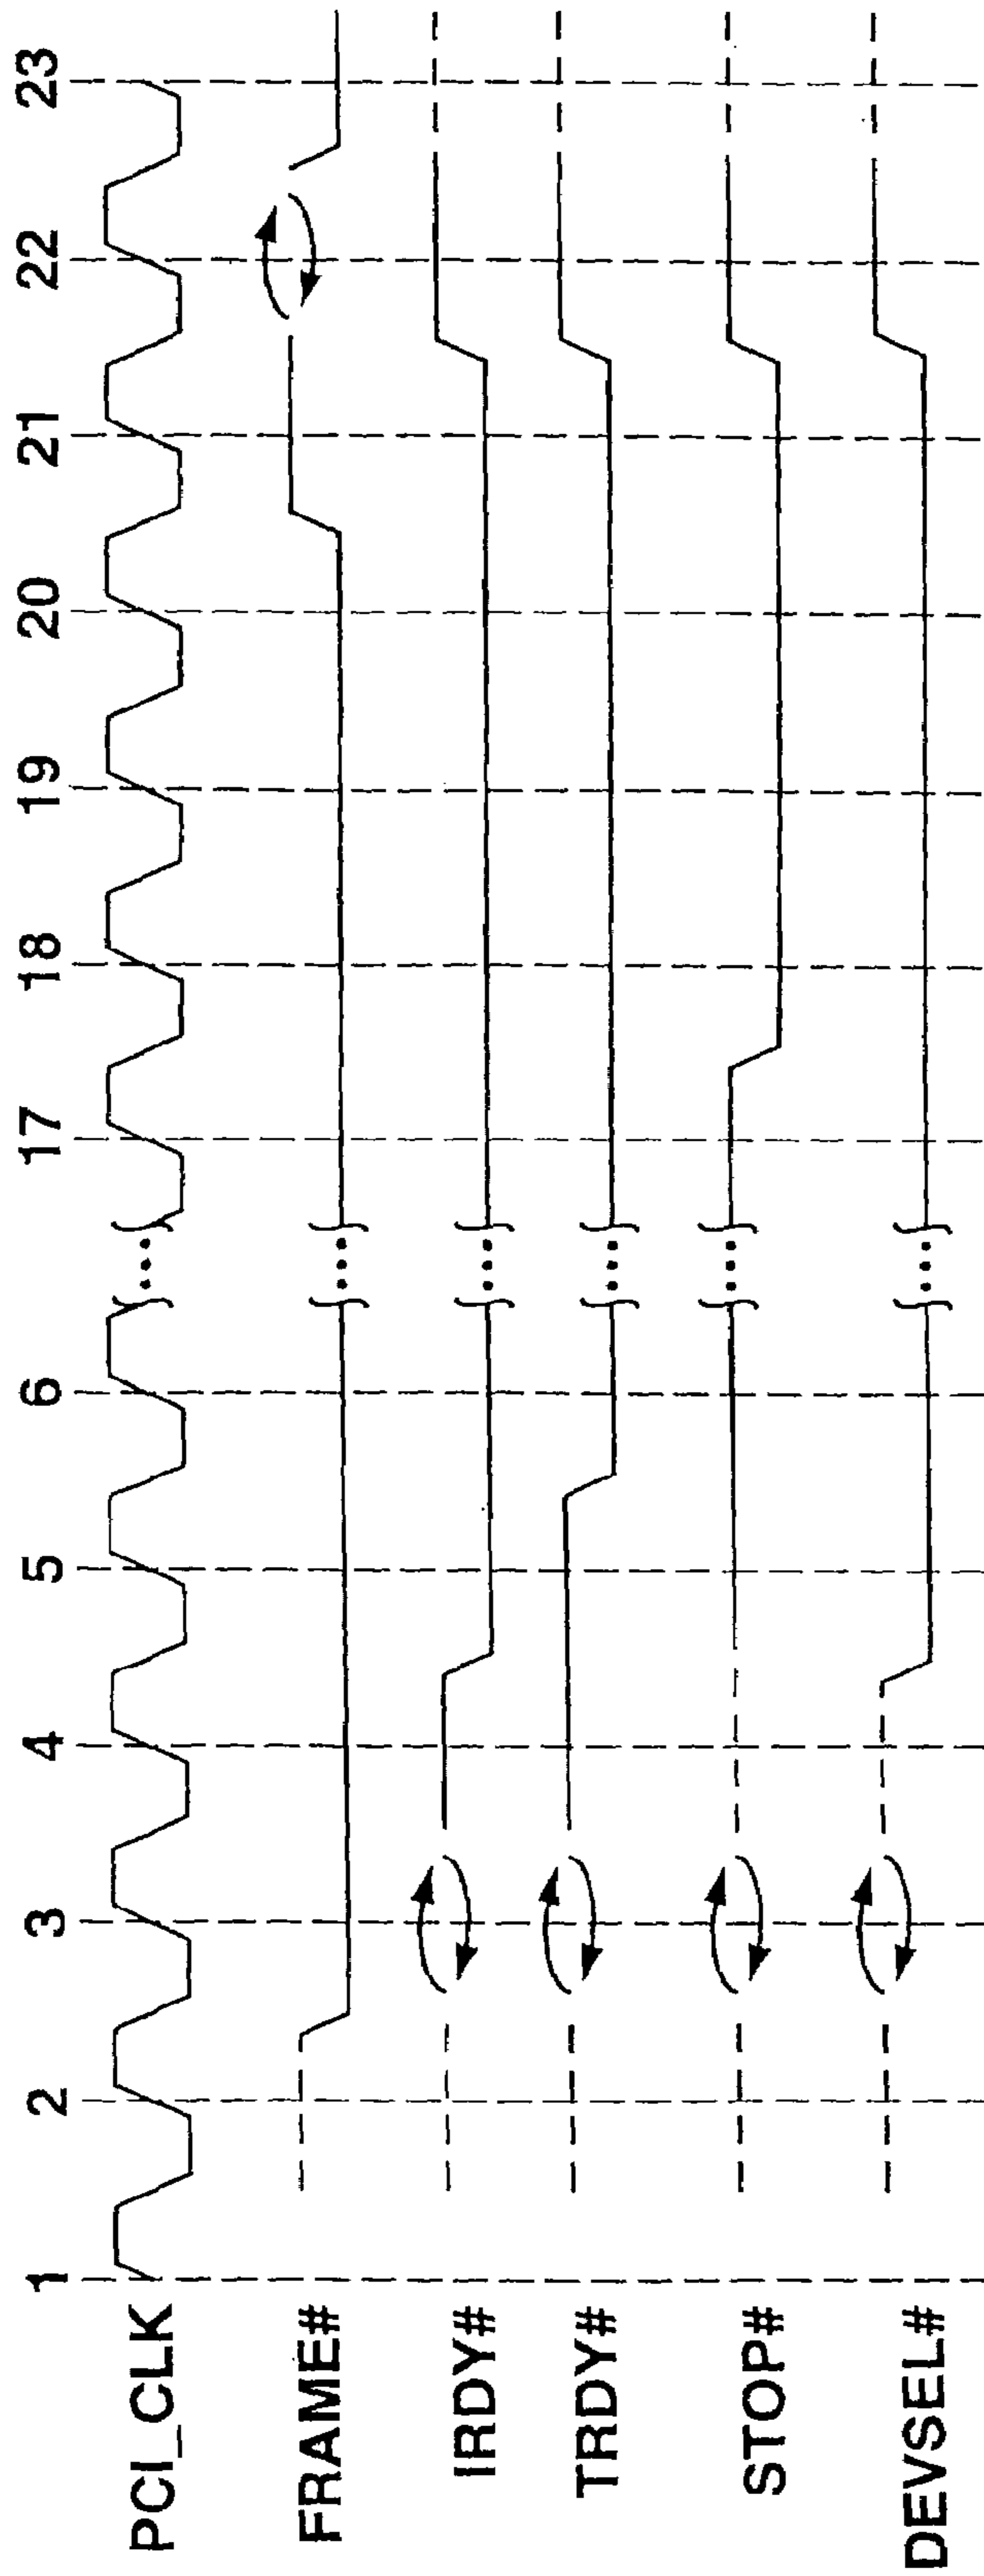 1 2 3 4 5 6 ... 17 18 19 20 21 22 23
PCI_CLK ...
FRAME# ...
IRDY# ...
TRDY# ...
STOP# ...
DEVSEL# ...